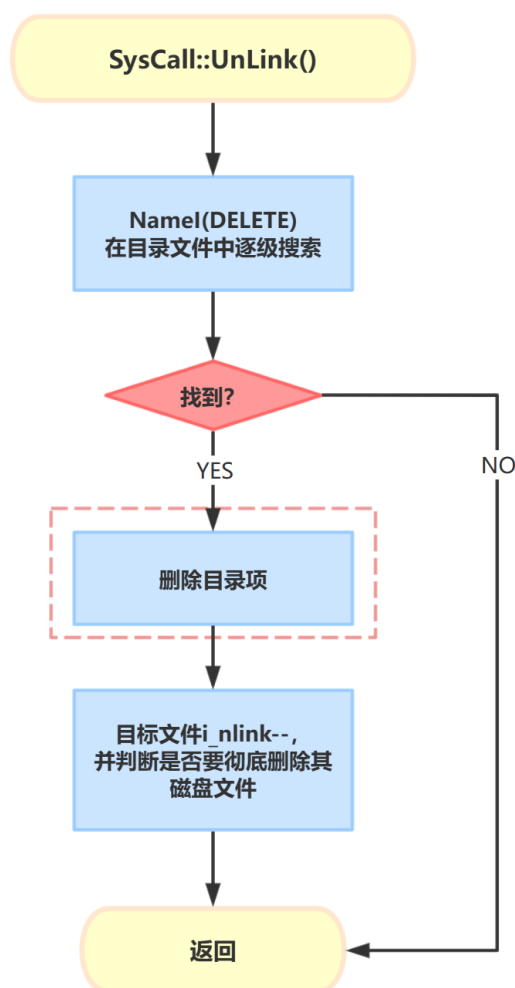 SysCall::UnLink()
NameI(DELETE)
在目录文件中逐级搜索
找到?
YES
NO
删除目录项
目标文件i_nlink--，
并判断是否要彻底删除其
磁盘文件
返回